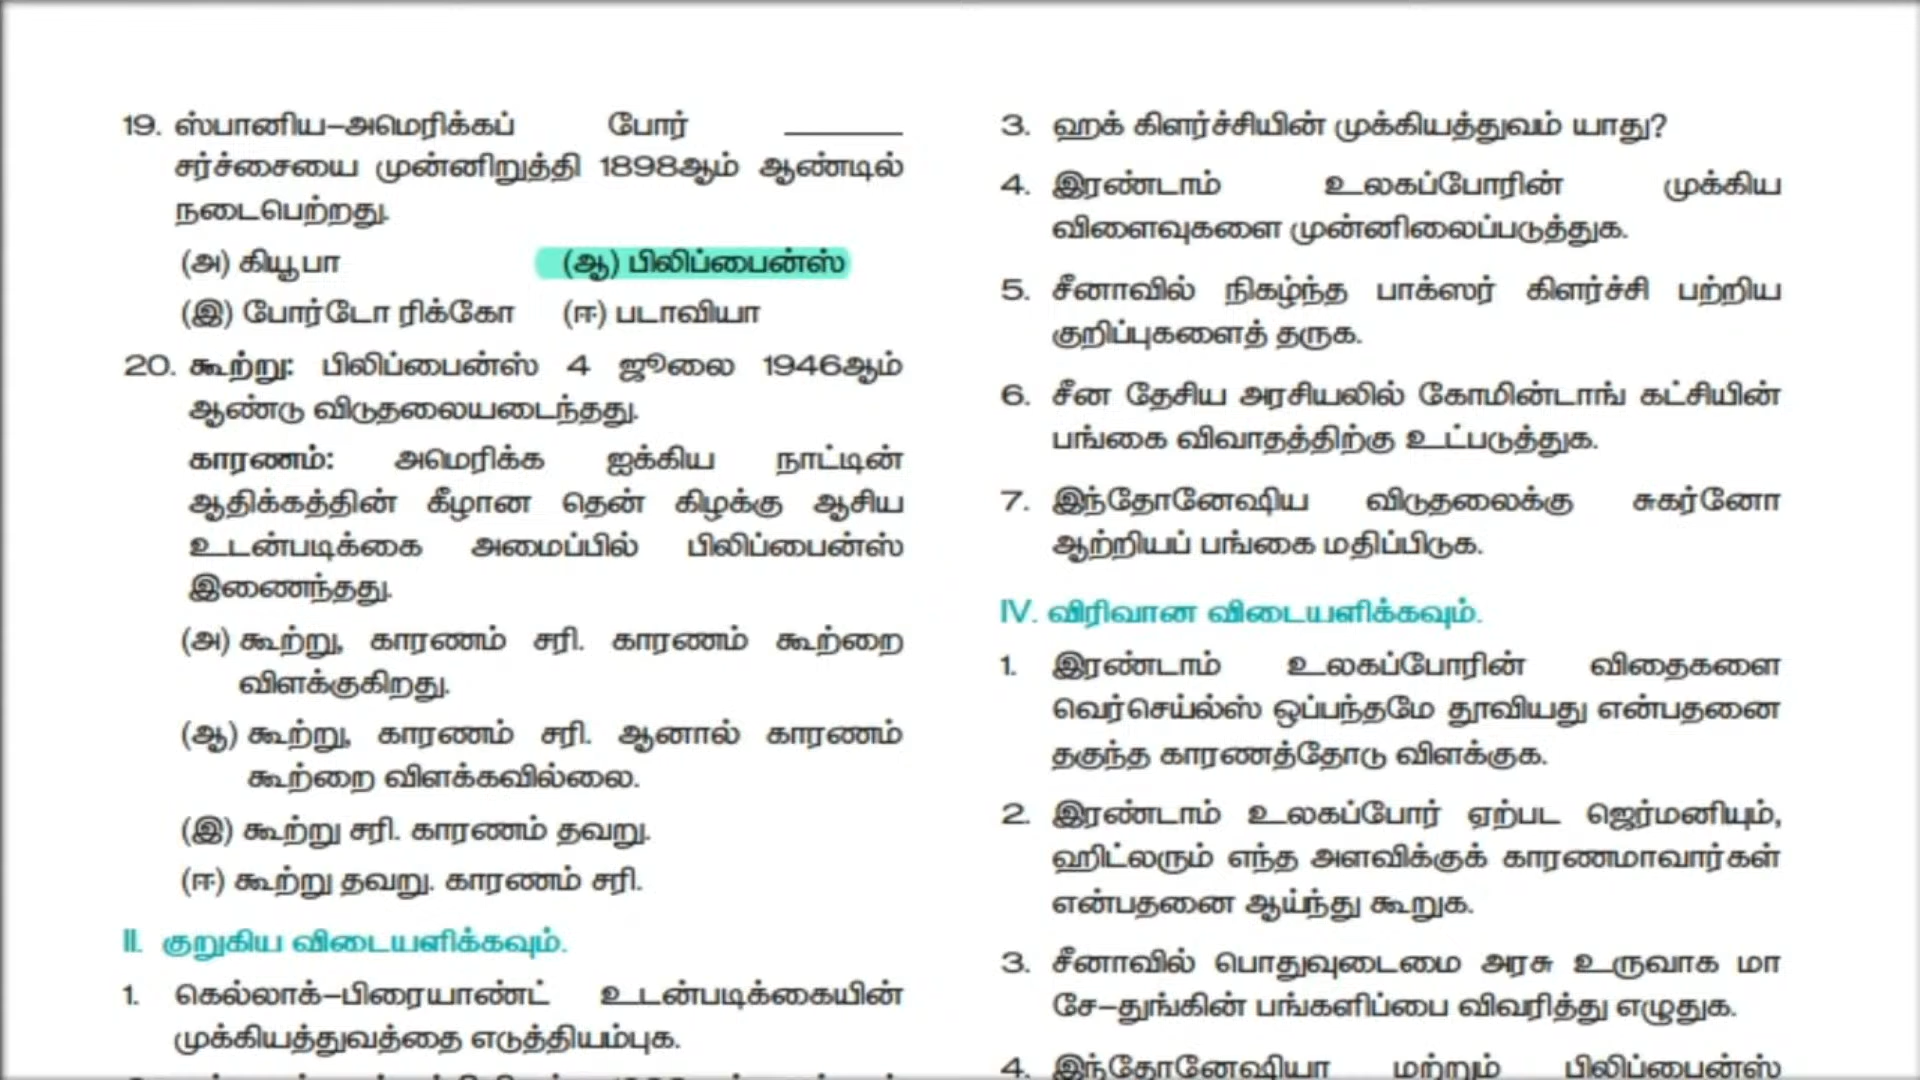 19. ஸ்பானிய–அமெரிக்கப் போர் ________
சர்ச்சையை முன்னிறுத்தி 1898ஆம் ஆண்டில்
நடைபெற்றது.
(அ) கியூபா (ஆ) பிலிப்பைன்ஸ்
(இ) போர்டோ ரிக்கோ (ஈ) படாவியா
20. கூற்று: பிலிப்பைன்ஸ் 4 ஜூலை 1946ஆம்
ஆண்டு விடுதலையடைந்தது.
காரணம்: அமெரிக்க ஐக்கிய நாட்டின்
ஆதிக்கத்தின் கீழான தென் கிழக்கு ஆசிய
உடன்படிக்கை அமைப்பில் பிலிப்பைன்ஸ்
இணைந்தது.
(அ) கூற்று, காரணம் சரி. காரணம் கூற்றை
விளக்குகிறது.
(ஆ) கூற்று, காரணம் சரி. ஆனால் காரணம்
கூற்றை விளக்கவில்லை.
(இ) கூற்று சரி. காரணம் தவறு.
(ஈ) கூற்று தவறு. காரணம் சரி.
II. குறுகிய விடையளிக்கவும்.
1. கெல்லாக்–பிரையாண்ட் உடன்படிக்கையின்
முக்கியத்துவத்தை எடுத்தியம்புக.
3. ஹக் கிளர்ச்சியின் முக்கியத்துவம் யாது?
4. இரண்டாம் உலகப்போரின் முக்கிய
விளைவுகளை முன்னிலைப்படுத்துக.
5. சீனாவில் நிகழ்ந்த பாக்ஸர் கிளர்ச்சி பற்றிய
குறிப்புகளைத் தருக.
6. சீன தேசிய அரசியலில் கோமின்டாங் கட்சியின்
பங்கை விவாதத்திற்கு உட்படுத்துக.
7. இந்தோனேஷிய விடுதலைக்கு சுகர்னோ
ஆற்றியப் பங்கை மதிப்பிடுக.
IV. விரிவான விடையளிக்கவும்.
1. இரண்டாம் உலகப்போரின் விதைகளை
வெர்செய்ல்ஸ் ஒப்பந்தமே தூவியது என்பதனை
தகுந்த காரணத்தோடு விளக்குக.
2. இரண்டாம் உலகப்போர் ஏற்பட ஜெர்மனியும்,
ஹிட்லரும் எந்த அளவிக்குக் காரணமாவார்கள்
என்பதனை ஆய்ந்து கூறுக.
3. சீனாவில் பொதுவுடைமை அரசு உருவாக மா
சே–துங்கின் பங்களிப்பை விவரித்து எழுதுக.
4. இந்தோனேஷியா மற்றும் பிலிப்பைன்ஸ்